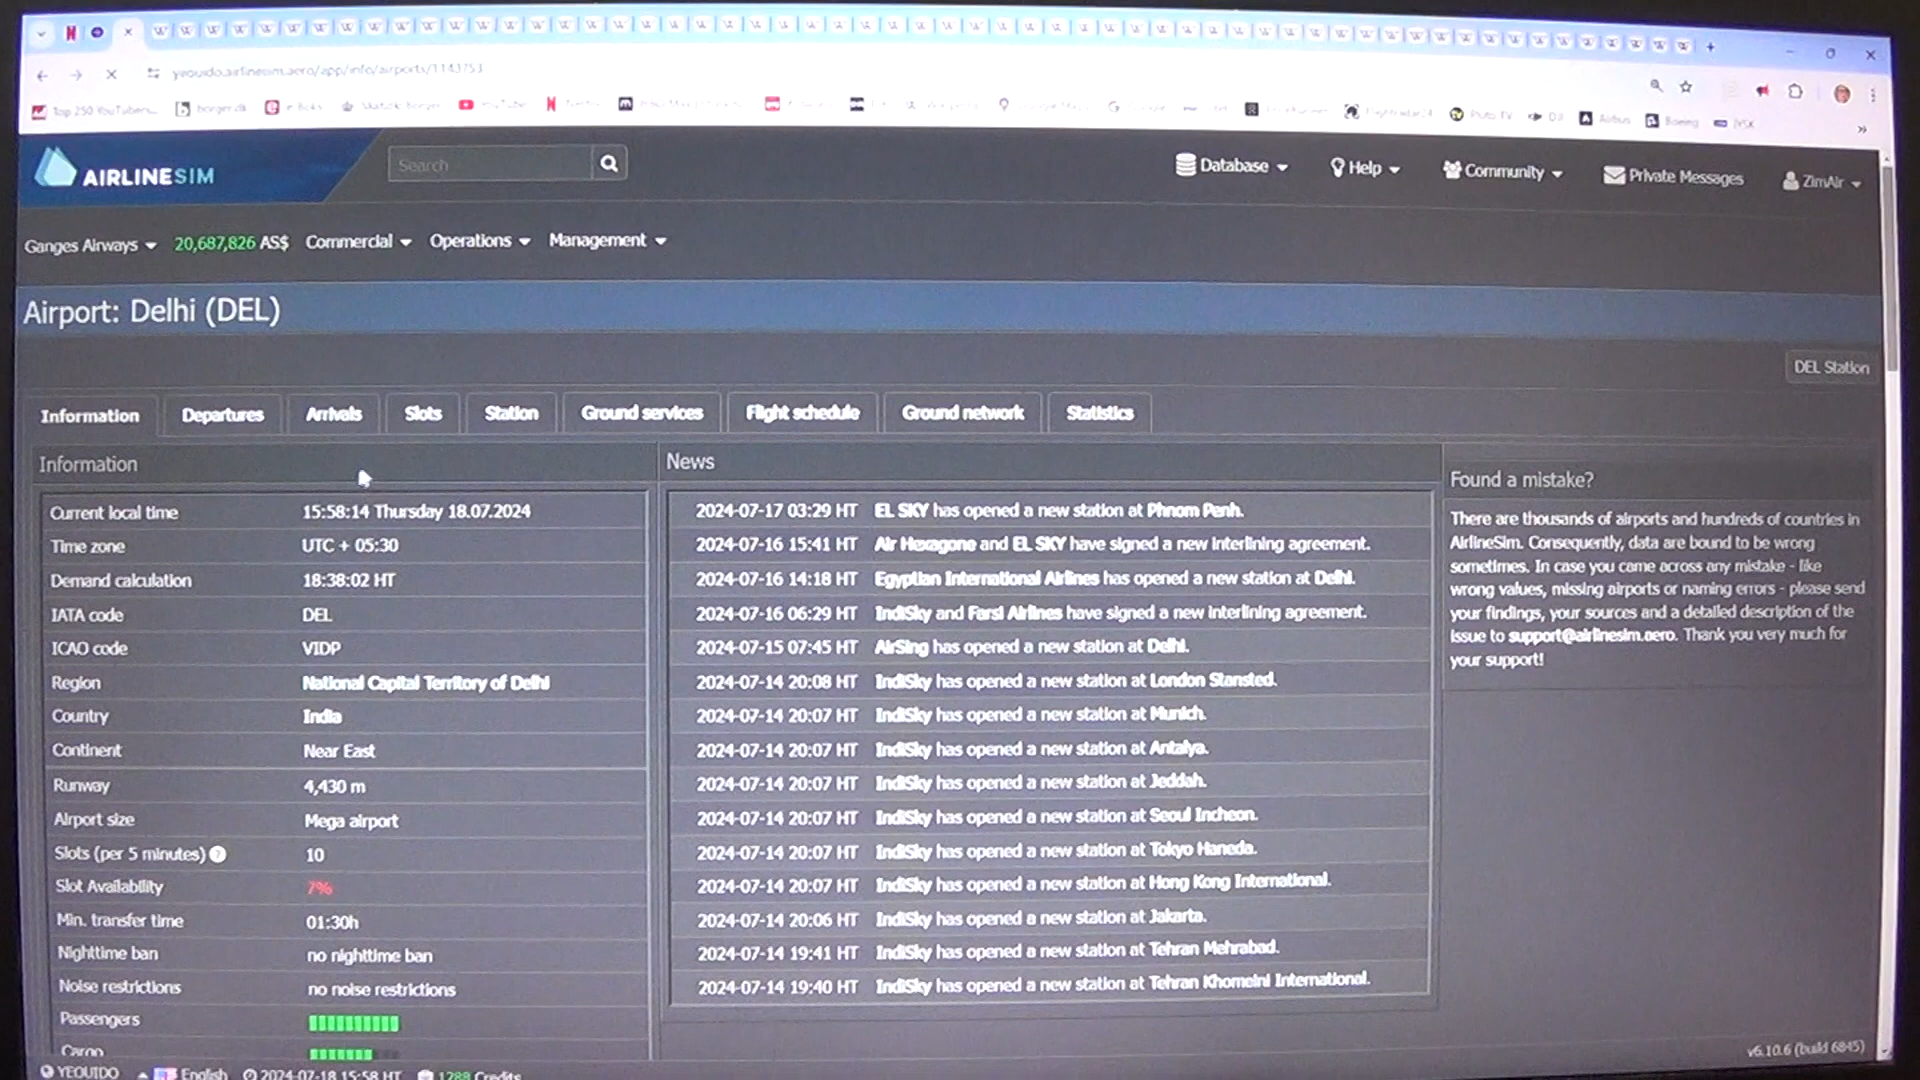 yeouido.airlinesim.aero/app/info/airports/1143753
Top 250 YouTubers... borger.dk e-Boks YouTube Flightradar24 Pluto TV Airbus Boeing JYSK
AIRLINESIM Search Database Help Community Private Messages ZimAir
Ganges Airways 20,687,826 AS$ Commercial Operations Management
Airport: Delhi (DEL)
DEL Station
Information Departures Arrivals Slots Station Ground services Flight schedule Ground network Statistics
Information
Current local time 15:58:14 Thursday 18.07.2024
Time zone UTC + 05:30
Demand calculation 18:38:02 HT
IATA code DEL
ICAO code VIDP
Region National Capital Territory of Delhi
Country India
Continent Near East
Runway 4,430 m
Airport size Mega airport
Slots (per 5 minutes) ? 10
Slot Availability 7%
Min. transfer time 01:30h
Nighttime ban no nighttime ban
Noise restrictions no noise restrictions
Passengers
Cargo
News
2024-07-17 03:29 HT EL SKY has opened a new station at Phnom Penh.
2024-07-16 15:41 HT Air Hexagone and EL SKY have signed a new interlining agreement.
2024-07-16 14:18 HT Egyptian International Airlines has opened a new station at Delhi.
2024-07-16 06:29 HT IndiSky and Farsi Airlines have signed a new interlining agreement.
2024-07-15 07:45 HT AirSing has opened a new station at Delhi.
2024-07-14 20:08 HT IndiSky has opened a new station at London Stansted.
2024-07-14 20:07 HT IndiSky has opened a new station at Munich.
2024-07-14 20:07 HT IndiSky has opened a new station at Antalya.
2024-07-14 20:07 HT IndiSky has opened a new station at Jeddah.
2024-07-14 20:07 HT IndiSky has opened a new station at Seoul Incheon.
2024-07-14 20:07 HT IndiSky has opened a new station at Tokyo Haneda.
2024-07-14 20:07 HT IndiSky has opened a new station at Hong Kong International.
2024-07-14 20:06 HT IndiSky has opened a new station at Jakarta.
2024-07-14 19:41 HT IndiSky has opened a new station at Tehran Mehrabad.
2024-07-14 19:40 HT IndiSky has opened a new station at Tehran Khomeini International.
Found a mistake?
There are thousands of airports and hundreds of countries in
AirlineSim. Consequently, data are bound to be wrong
sometimes. In case you came across any mistake - like
wrong values, missing airports or naming errors - please send
your findings, your sources and a detailed description of the
issue to support@airlinesim.aero. Thank you very much for
your support!
v6.10.6 (build 6845)
YEOUIDO English 2024-07-18 15:58 HT 1288 Credits